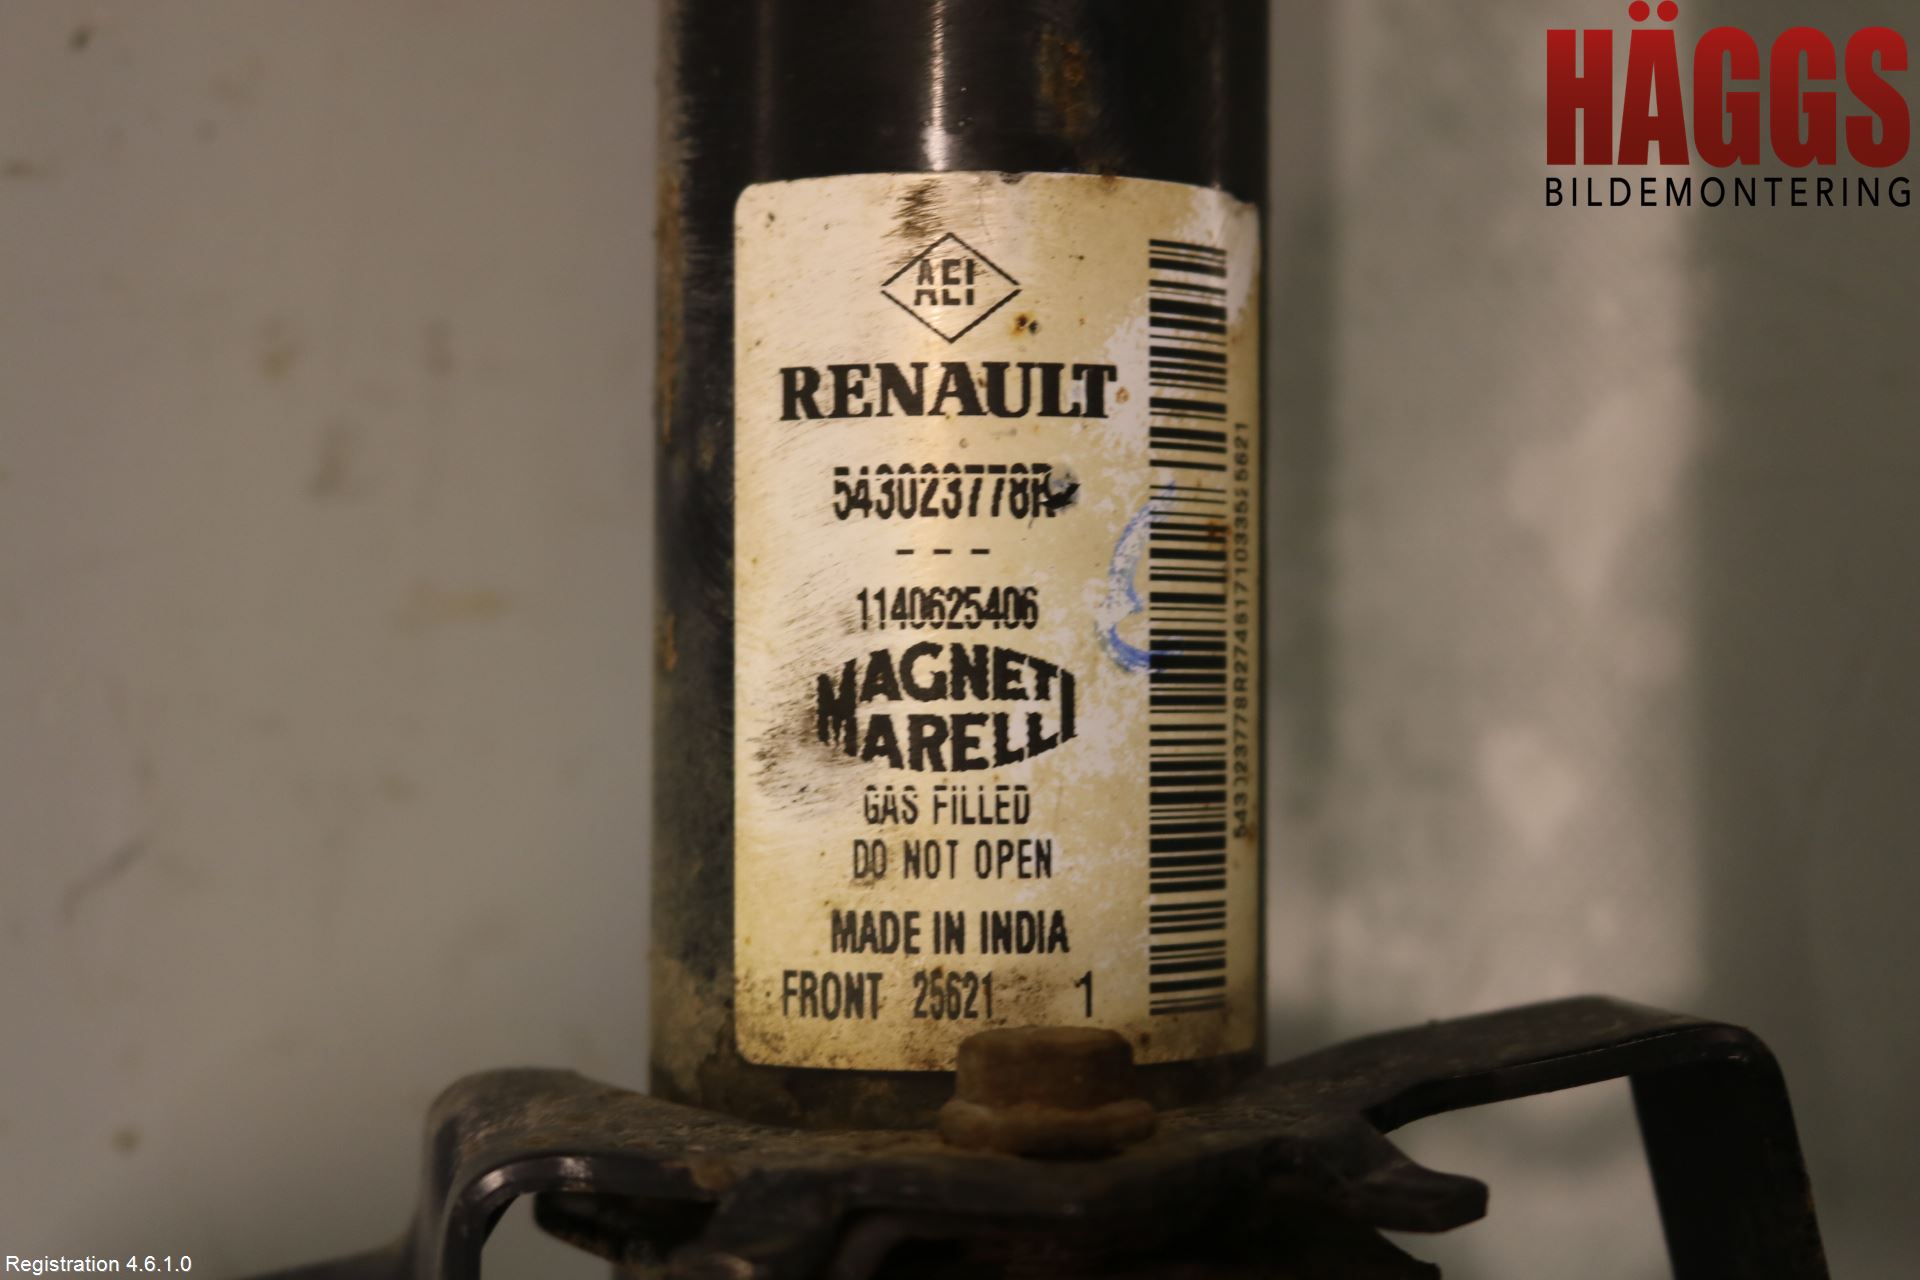 HÄGGS
BILDEMONTERING
AEI
RENAULT
543023778R
- - -
1140625406
MAGNETI
MARELLI
GAS FILLED
DO NOT OPEN
MADE IN INDIA
FRONT 25621 1
Registration 4.6.1.0